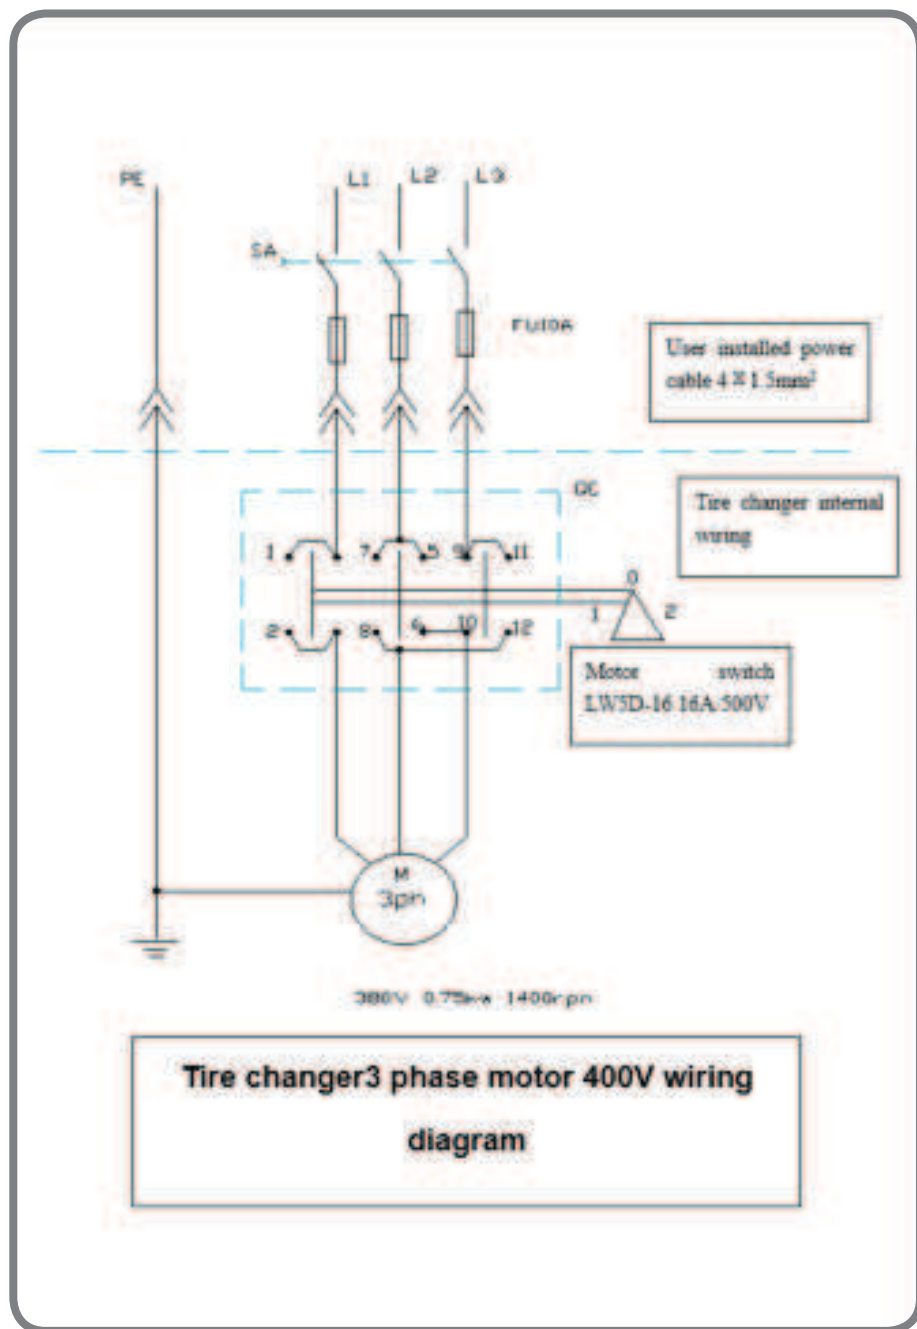 PE
L1
L2
L3
SA
FU10A
User installed power
cable 4×1.5mm²
QC
Tire changer internal
wiring
1
7
5
9
11
0
1
2
2
8
6
10
12
Motor switch
LW5D-16 16A/500V
M
3ph
380V 0.75kw 1400rpn
Tire changer3 phase motor 400V wiring
diagram